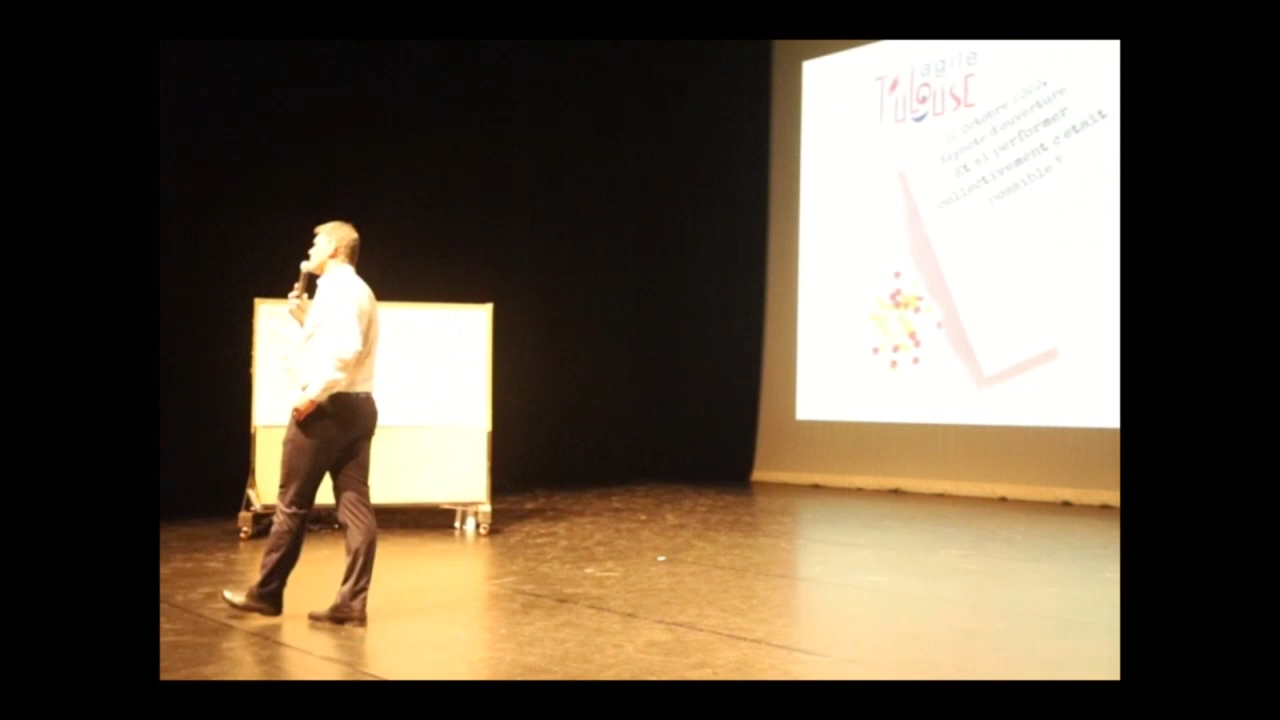 agile
TOULOUSE
Octobre
keynote d'ouverture
Et si performer
collectivement c'était
possible ?